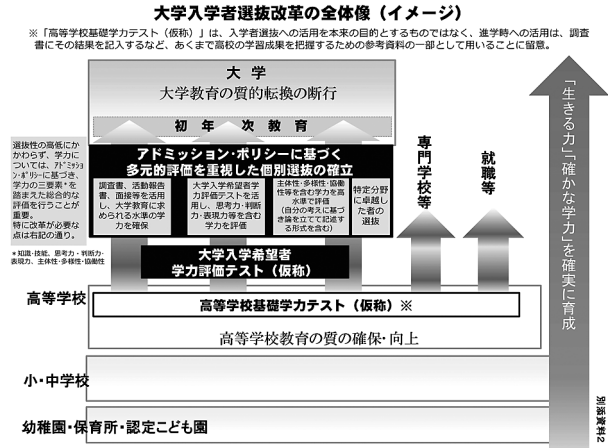 大学入学者選抜改革の全体像（イメージ）
※「高等学校基礎学力テスト（仮称）」は、入学者選抜への活用を本来の目的とするものではなく、進学時への活用は、調査
書にその結果を記入するなど、あくまで高校の学習成果を把握するための参考資料の一部として用いることに留意。
大 学
大学教育の質的転換の断行
初 年 次 教 育
選抜性の高低にか
かわらず、学力に
ついては、アドミッショ
ン・ポリシーに基づき、
学力の三要素*を
踏まえた総合的な
評価を行うことが
重要。
特に改革が必要な
点は右記の通り。
*知識・技能、思考力・判断力・
表現力、主体性・多様性・協働性
アドミッション・ポリシーに基づく
多元的評価を重視した個別選抜の確立
調査書、活動報告
書、面接等を活用
し、大学教育に求
められる水準の学力
を確保
大学入学希望者学
力評価テストを活
用し、思考力・判断
力・表現力等を含む
学力を評価
主体性・多様性・協働
性等を含む学力を高
水準で評価
（自分の考えに基づ
き論を立てて記述す
る形式を含む）
特定分野
に卓越し
た者の
選抜
専門学校等
就職等
大学入学希望者
学力評価テスト（仮称）
高等学校
高等学校基礎学力テスト（仮称）※
高等学校教育の質の確保・向上
小・中学校
幼稚園・保育所・認定こども園
「生きる力」「確かな学力」を確実に育成
別添資料2